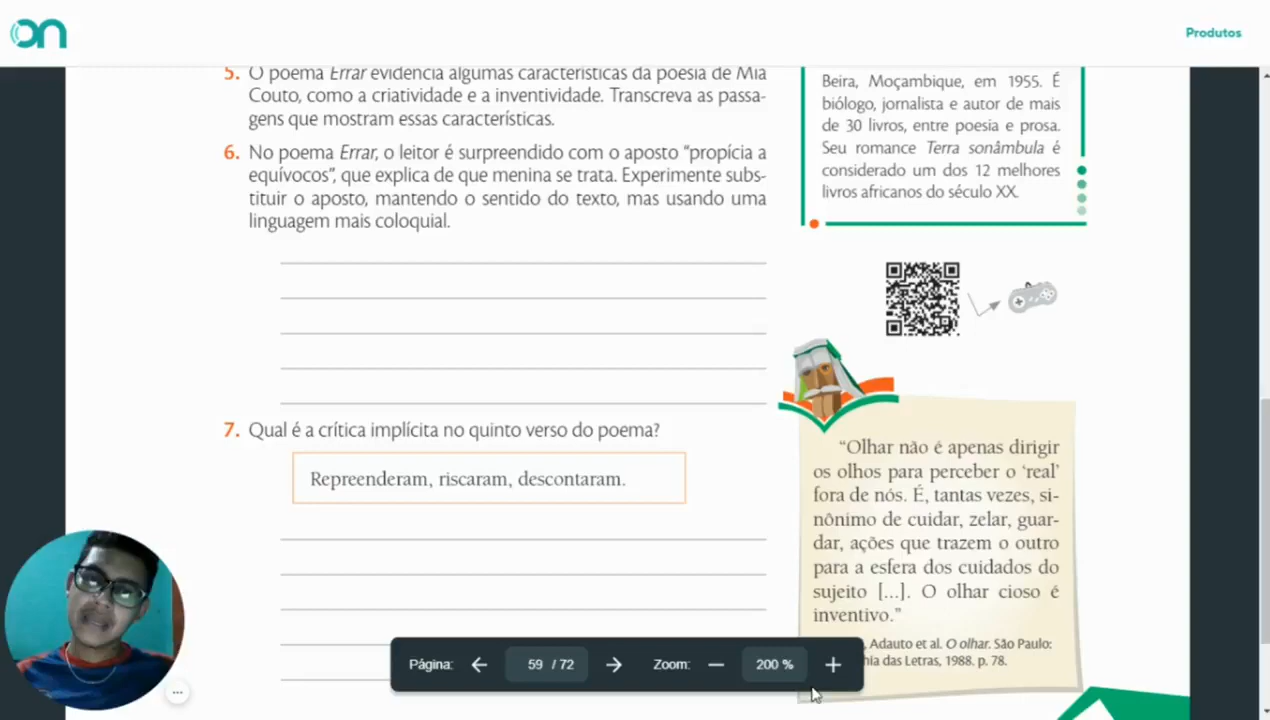 on
Produtos
5. O poema Errar evidencia algumas características da poesia de Mia
Couto, como a criatividade e a inventividade. Transcreva as passa-
gens que mostram essas características.
6. No poema Errar, o leitor é surpreendido com o aposto “propícia a
equívocos”, que explica de que menina se trata. Experimente subs-
tituir o aposto, mantendo o sentido do texto, mas usando uma
linguagem mais coloquial.
7. Qual é a crítica implícita no quinto verso do poema?
Repreenderam, riscaram, descontaram.
Beira, Moçambique, em 1955. É
biólogo, jornalista e autor de mais
de 30 livros, entre poesia e prosa.
Seu romance Terra sonâmbula é
considerado um dos 12 melhores
livros africanos do século XX.
“Olhar não é apenas dirigir
os olhos para perceber o ‘real’
fora de nós. É, tantas vezes, si-
nônimo de cuidar, zelar, guar-
dar, ações que trazem o outro
para a esfera dos cuidados do
sujeito [...]. O olhar cioso é
inventivo.”
, Adauto et al. O olhar. São Paulo:
das Letras, 1988. p. 78.
Página: 59 / 72 Zoom: 200 %